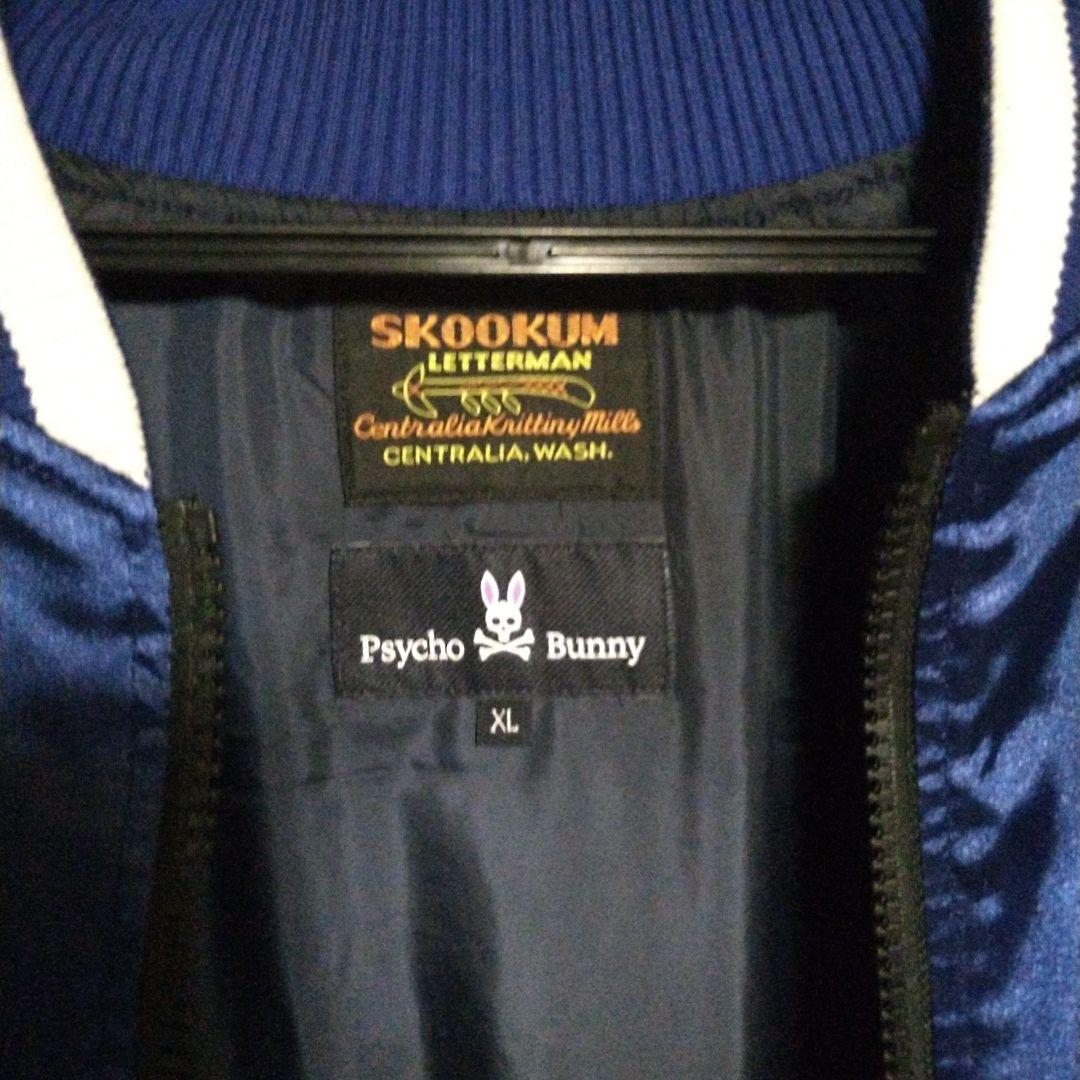 SKOOKUM
LETTERMAN
Centralia Knitting Mills
CENTRALIA, WASH.
Psycho Bunny
XL